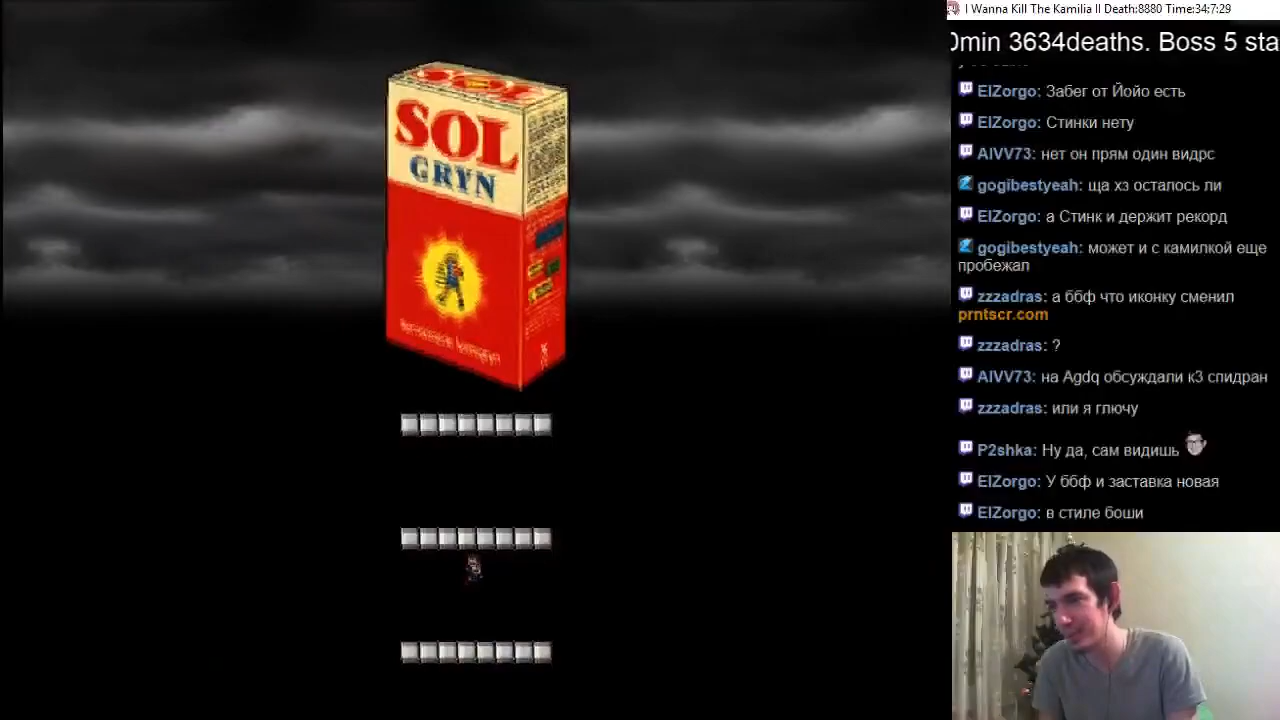 I Wanna Kill The Kamilia II Death:8880 Time:34:7:29
0min 3634deaths. Boss 5 sta
ElZorgo: Забег от Йойо есть
ElZorgo: Стинки нету
AIVV73: нет он прям один видрс
gogibestyeah: ща хз осталось ли
ElZorgo: а Стинк и держит рекорд
gogibestyeah: может и с камилкой еще
пробежал
zzzadras: а ббф что иконку сменил
prntscr.com
zzzadras: ?
AIVV73: на Agdq обсуждали к3 спидран
zzzadras: или я глючу
P2shka: Ну да, сам видишь
ElZorgo: У ббф и заставка новая
ElZorgo: в стиле боши
SOL
GRYN